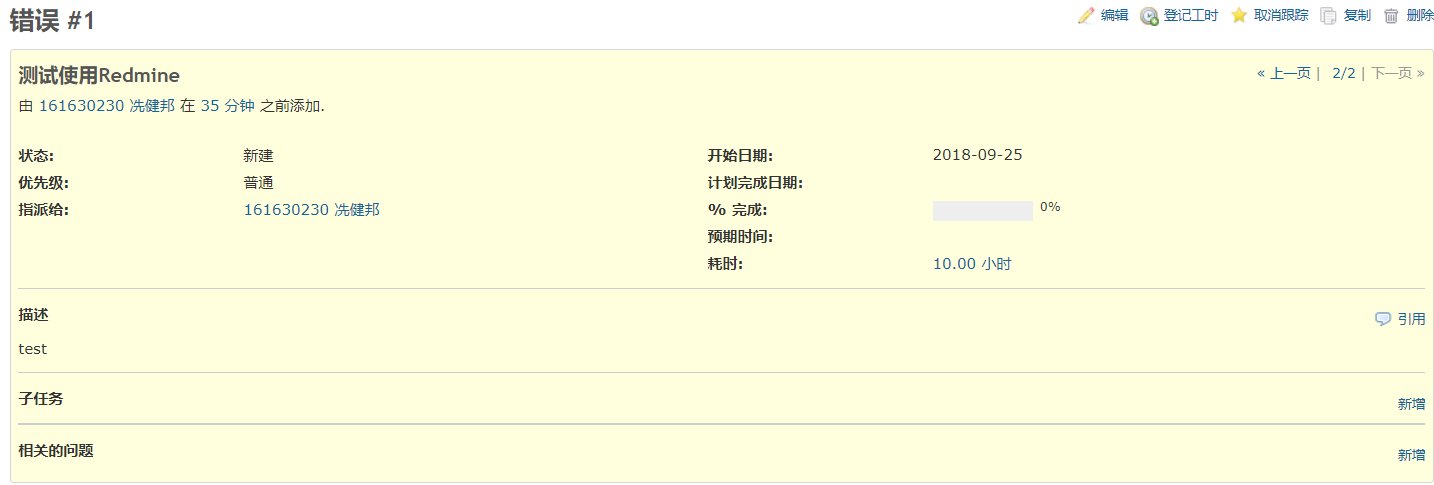 错误 #1
编辑 登记工时 取消跟踪 复制 删除
测试使用Redmine
« 上一页 | 2/2 | 下一页 »
由 161630230 冼健邦 在 35 分钟 之前添加.
状态: 新建 开始日期: 2018-09-25
优先级: 普通 计划完成日期:
指派给: 161630230 冼健邦 % 完成: 0%
预期时间:
耗时: 10.00 小时
描述
引用
test
子任务
新增
相关的问题
新增